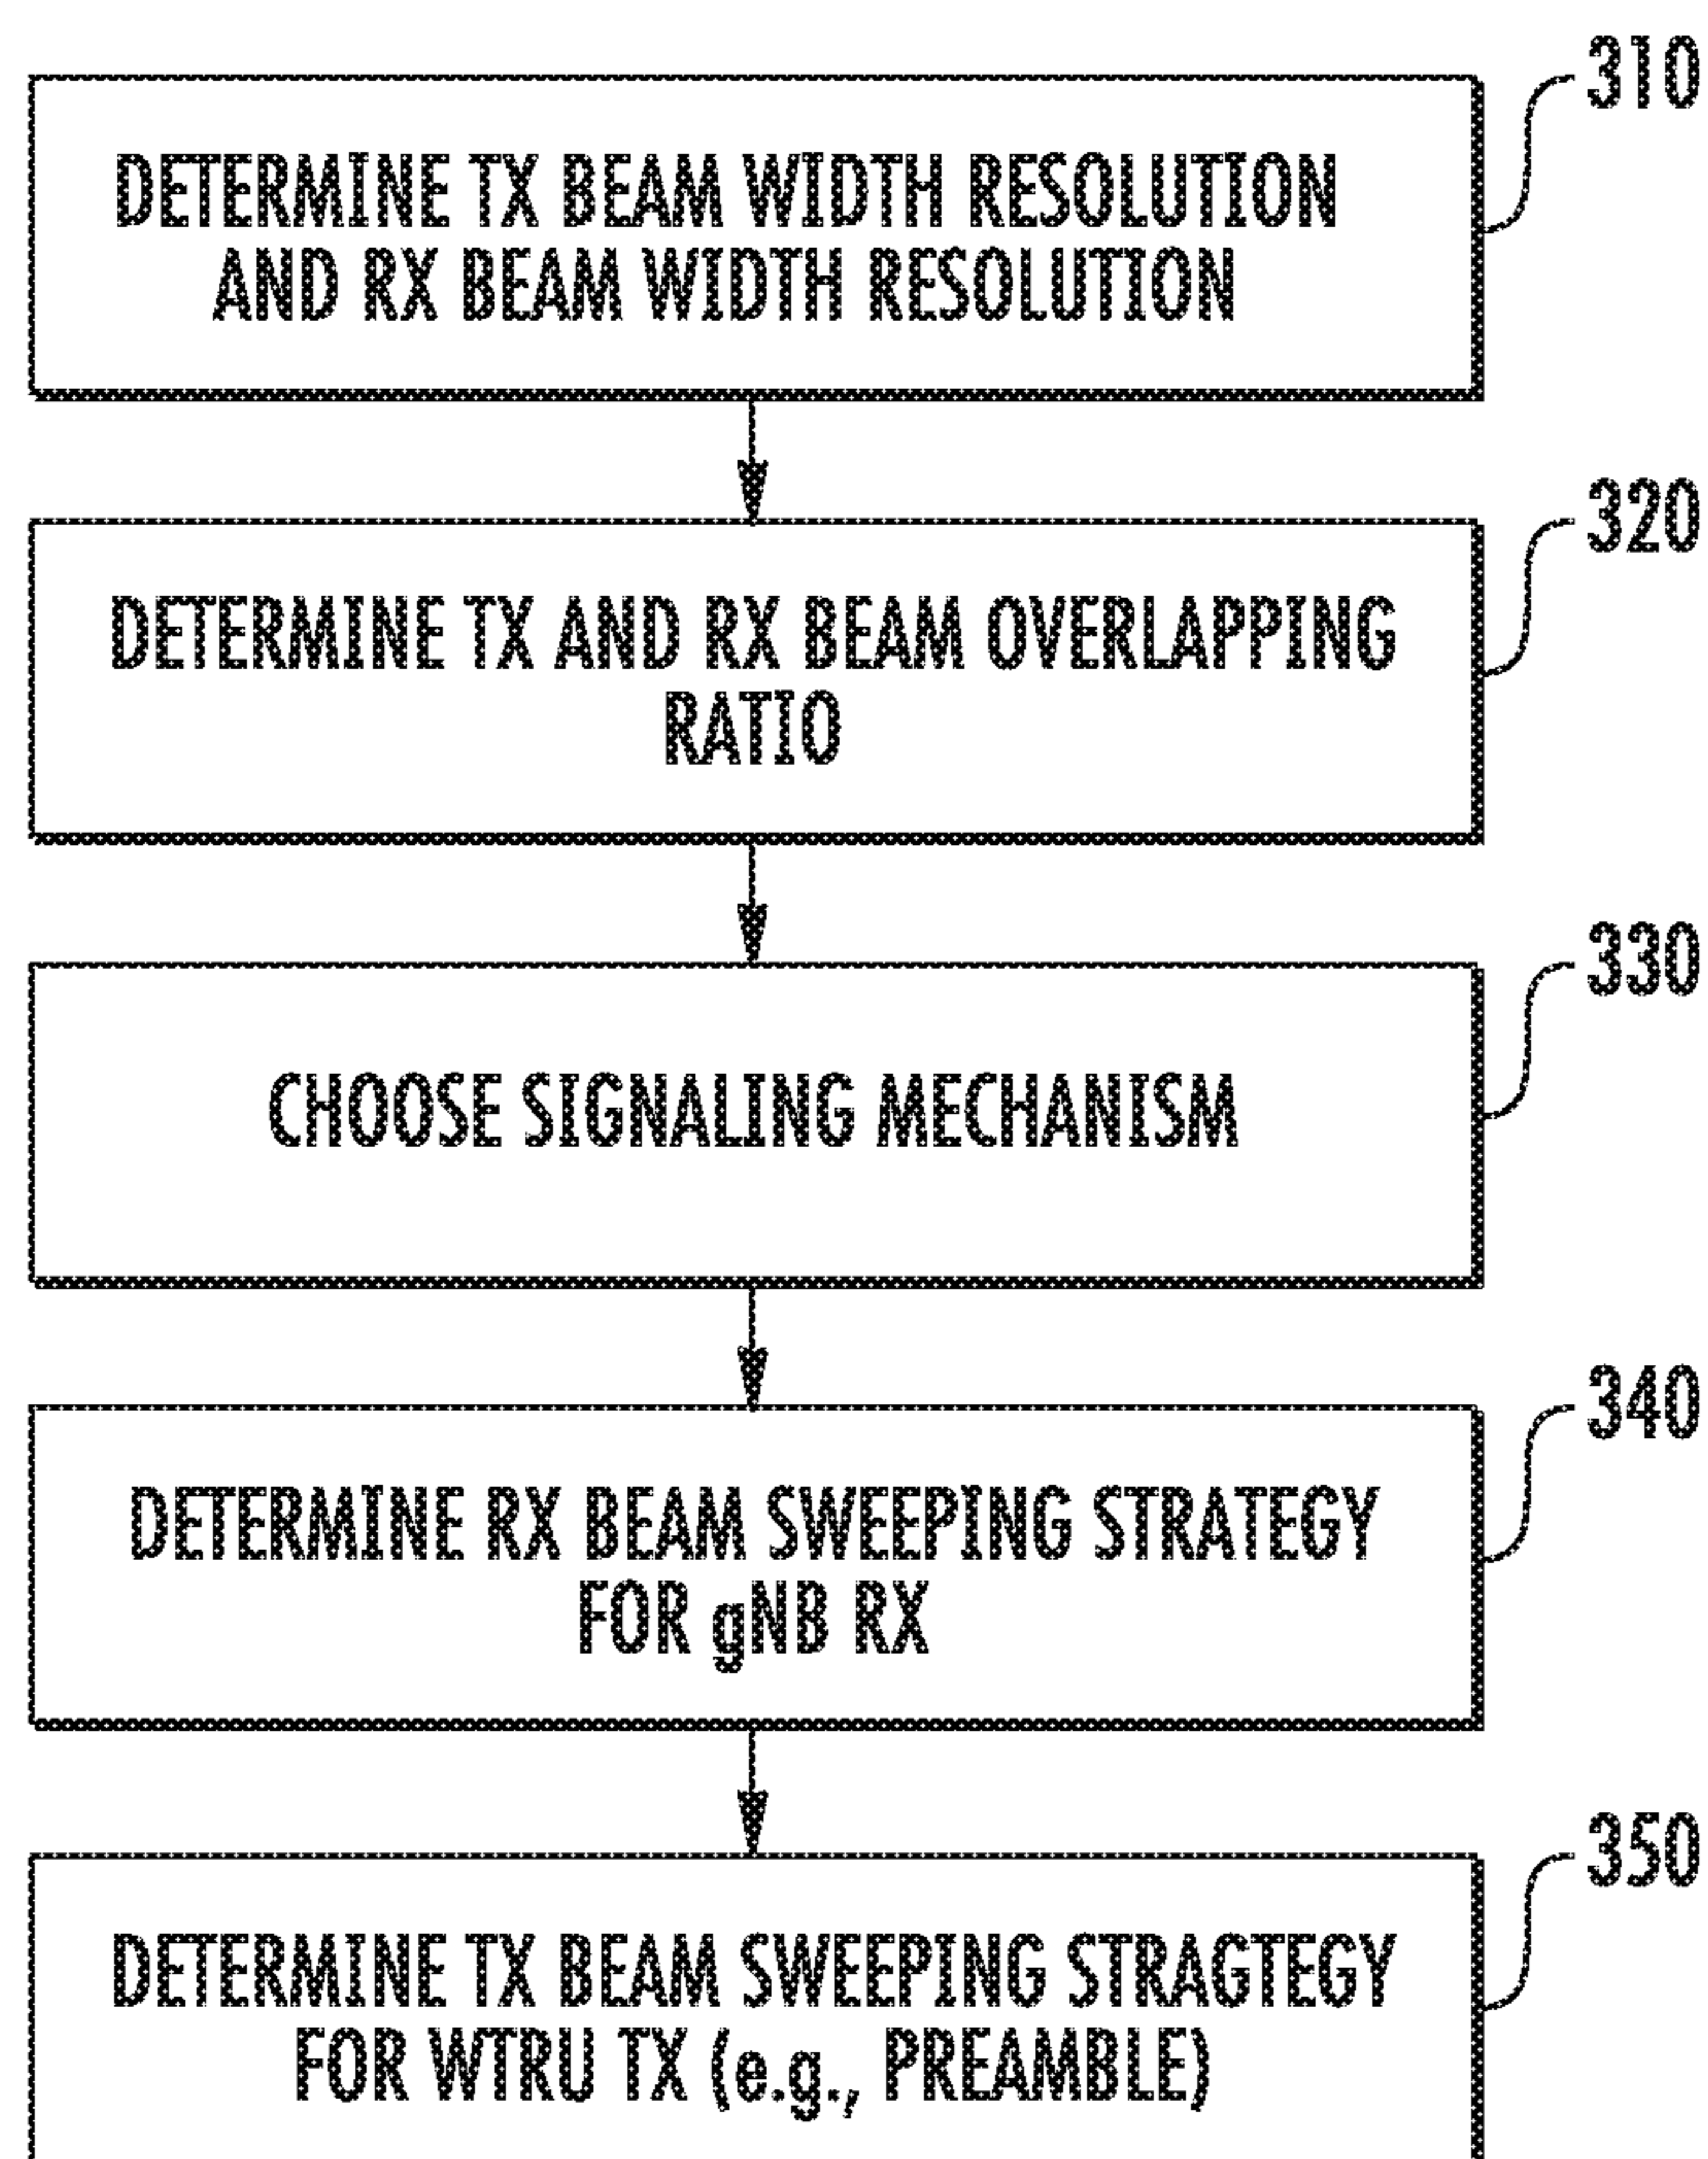 310
DETERMINE TX BEAM WIDTH RESOLUTION
AND RX BEAM WIDTH RESOLUTION
320
DETERMINE TX AND RX BEAM OVERLAPPING
RATIO
330
CHOOSE SIGNALING MECHANISM
340
DETERMINE RX BEAM SWEEPING STRATEGY
FOR gNB RX
350
DETERMINE TX BEAM SWEEPING STRAGTEGY
FOR WTRU TX (e.g., PREAMBLE)